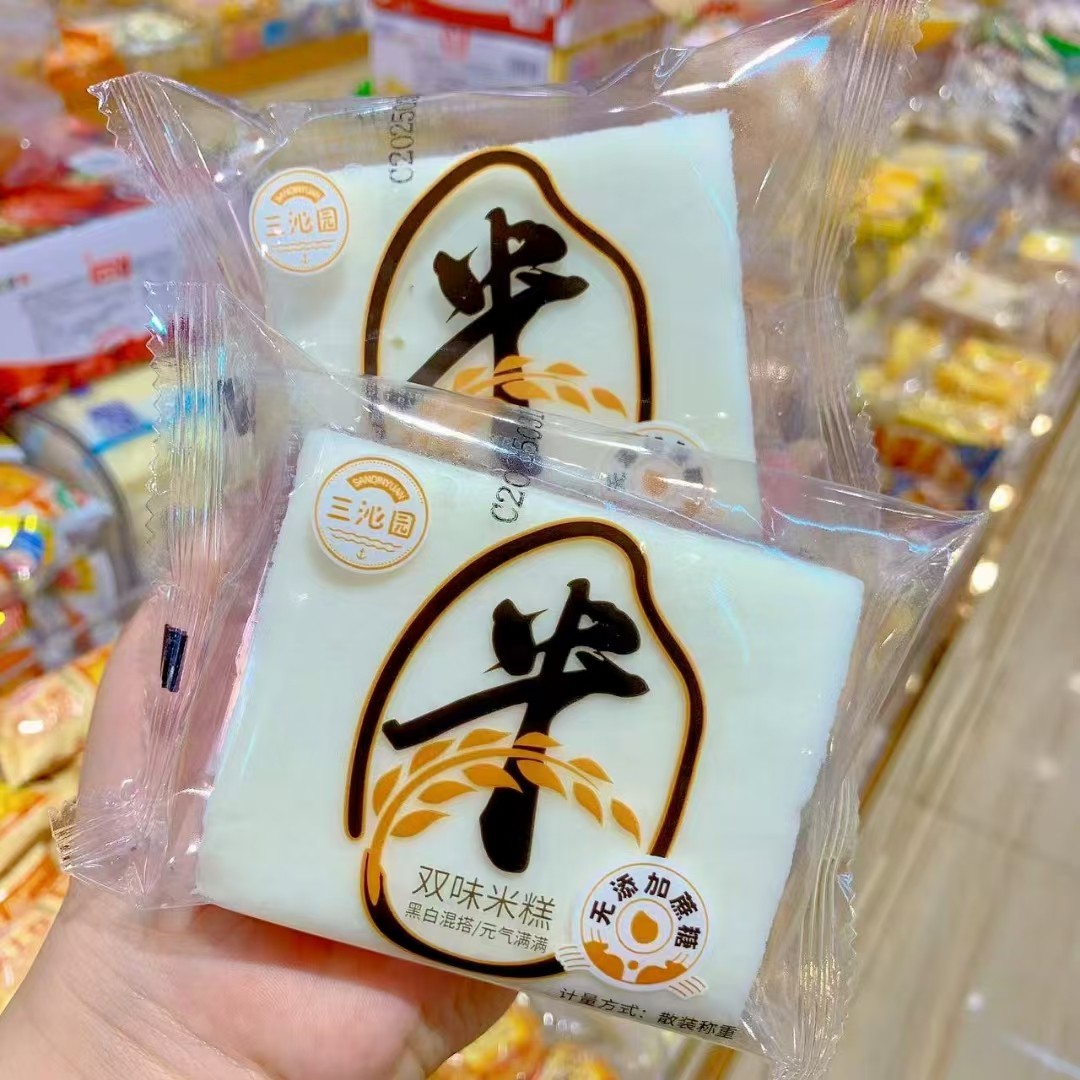 C2025
SANQINYUAN
三沁园
米
SANQINYUAN
三沁园
米
双味米糕
黑白混搭/元气满满
无添加蔗糖
计量方式：散装称重